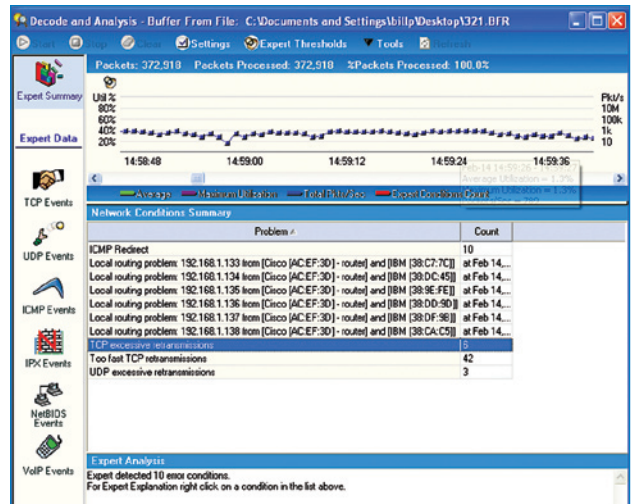 Decode and Analysis - Buffer From File: C:\Documents and Settings\billp\Desktop\321.BFR
Start Stop Clear Settings Expert Thresholds Tools Refresh
Packets: 372,918 Packets Processed: 372,918 %Packets Processed: 100.0%
Expert Summary
Expert Data
TCP Events
UDP Events
ICMP Events
IPX Events
NetBIOS
Events
VoIP Events
Util % Pkt/s
80% 10M
60% 100k
40% 1k
20% 10
14:58:48 14:59:00 14:59:12 14:59:24 14:59:36
Feb-14 14:59:26 -
Average Utilization = 1.3%
Utilization = 1.3%
Average Maximum Utilization Total Pkts/Sec. Expert Conditions Count
Network Conditions Summary
Problem Count
ICMP Redirect 10
Local routing problem: 192.168.1.133 from [Cisco [AC:EF:3D] - router] and [IBM [38:C7:7C]] at Feb 14,...
Local routing problem: 192.168.1.134 from [Cisco [AC:EF:3D] - router] and [IBM [38:DC:45]] at Feb 14,...
Local routing problem: 192.168.1.135 from [Cisco [AC:EF:3D] - router] and [IBM [38:9E:FE]] at Feb 14,...
Local routing problem: 192.168.1.136 from [Cisco [AC:EF:3D] - router] and [IBM [38:DD:9D]] at Feb 14,...
Local routing problem: 192.168.1.137 from [Cisco [AC:EF:3D] - router] and [IBM [38:DF:9B]] at Feb 14,...
Local routing problem: 192.168.1.138 from [Cisco [AC:EF:3D] - router] and [IBM [38:CA:C5]] at Feb 14,...
TCP excessive retransmissions 6
Too fast TCP retransmissions 42
UDP excessive retransmissions 3
Expert Analysis
Expert detected 10 error conditions.
For Expert Explanation right click on a condition in the list above.